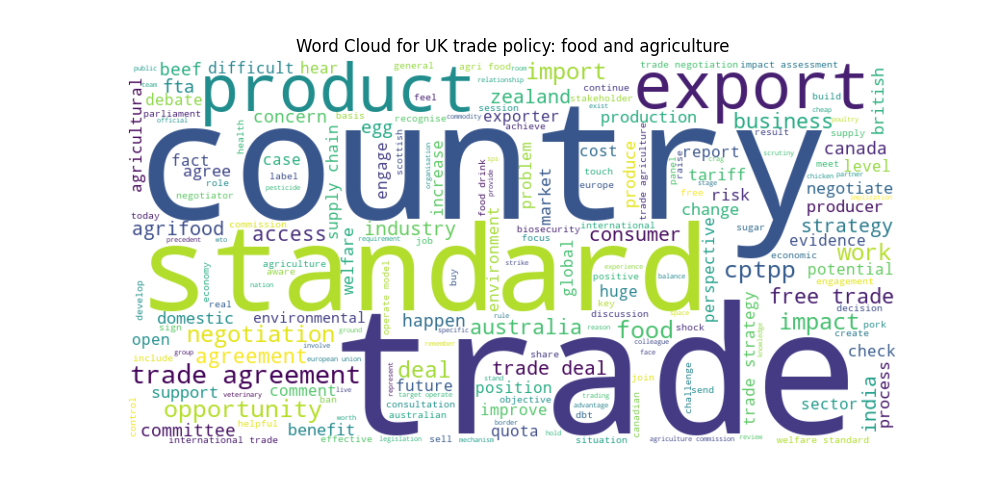 Word Cloud for UK trade policy: food and agriculture
public
beef
difficult
hear
general
agri food
room
import
trade negotiation
impact assessment
team
agricultural
fta
product
feel
relationship
zealand
stakeholder
continue
export
build
cheap
british
debate
parliament
official
concern
basis
recognise
commodity
session
exist
exporter
achieve
production
business
result
poultry
supply
health
country
egg
scottish
engage
organisation
increase
food drink
provide
sps
problem
market
cost
touch
europe
produce
trade agriculture
panel
raise
report
crag
stage
tariff
free
risk
change
scrutiny
meet
chicken
partner
canada
level
negotiate
application
producer
fact
agree
role
negotiator
case
label
pesticide
supply chain
today
agrifood
precedent
wto
commission
access
requirement
industry
job
welfare
environment
biosecurity
focus
international
consumer
perspective
sugar
strategy
evidence
economic
work
standard
agriculture
aware
nation
economy
real
develop
operate model
buy
strike
global
positive
huge
key
experience
balance
discussion
cptpp
potential
engagement
free trade
decision
domestic
environmental
sign
ground
open
negotiation
involve
happen
rule
specific
australia
reason
food
shock
space
impact
pork
create
check
include
group
european union
agreement
remember
colleague
face
trade
trade strategy
knowledge
trade agreement
veterinary
live
represent
deal
share
stand
trade deal
join
challenge
send
sector
india
process
support
comment
ban
target operate
future
position
objective
trading
advantage
dbt
canadian
control
opportunity
helpful
worth
consultation
australian
improve
border
committee
benefit
quota
hold
situation
international trade
effective
legislation
sell
mechanism
agriculture commission
review
welfare standard